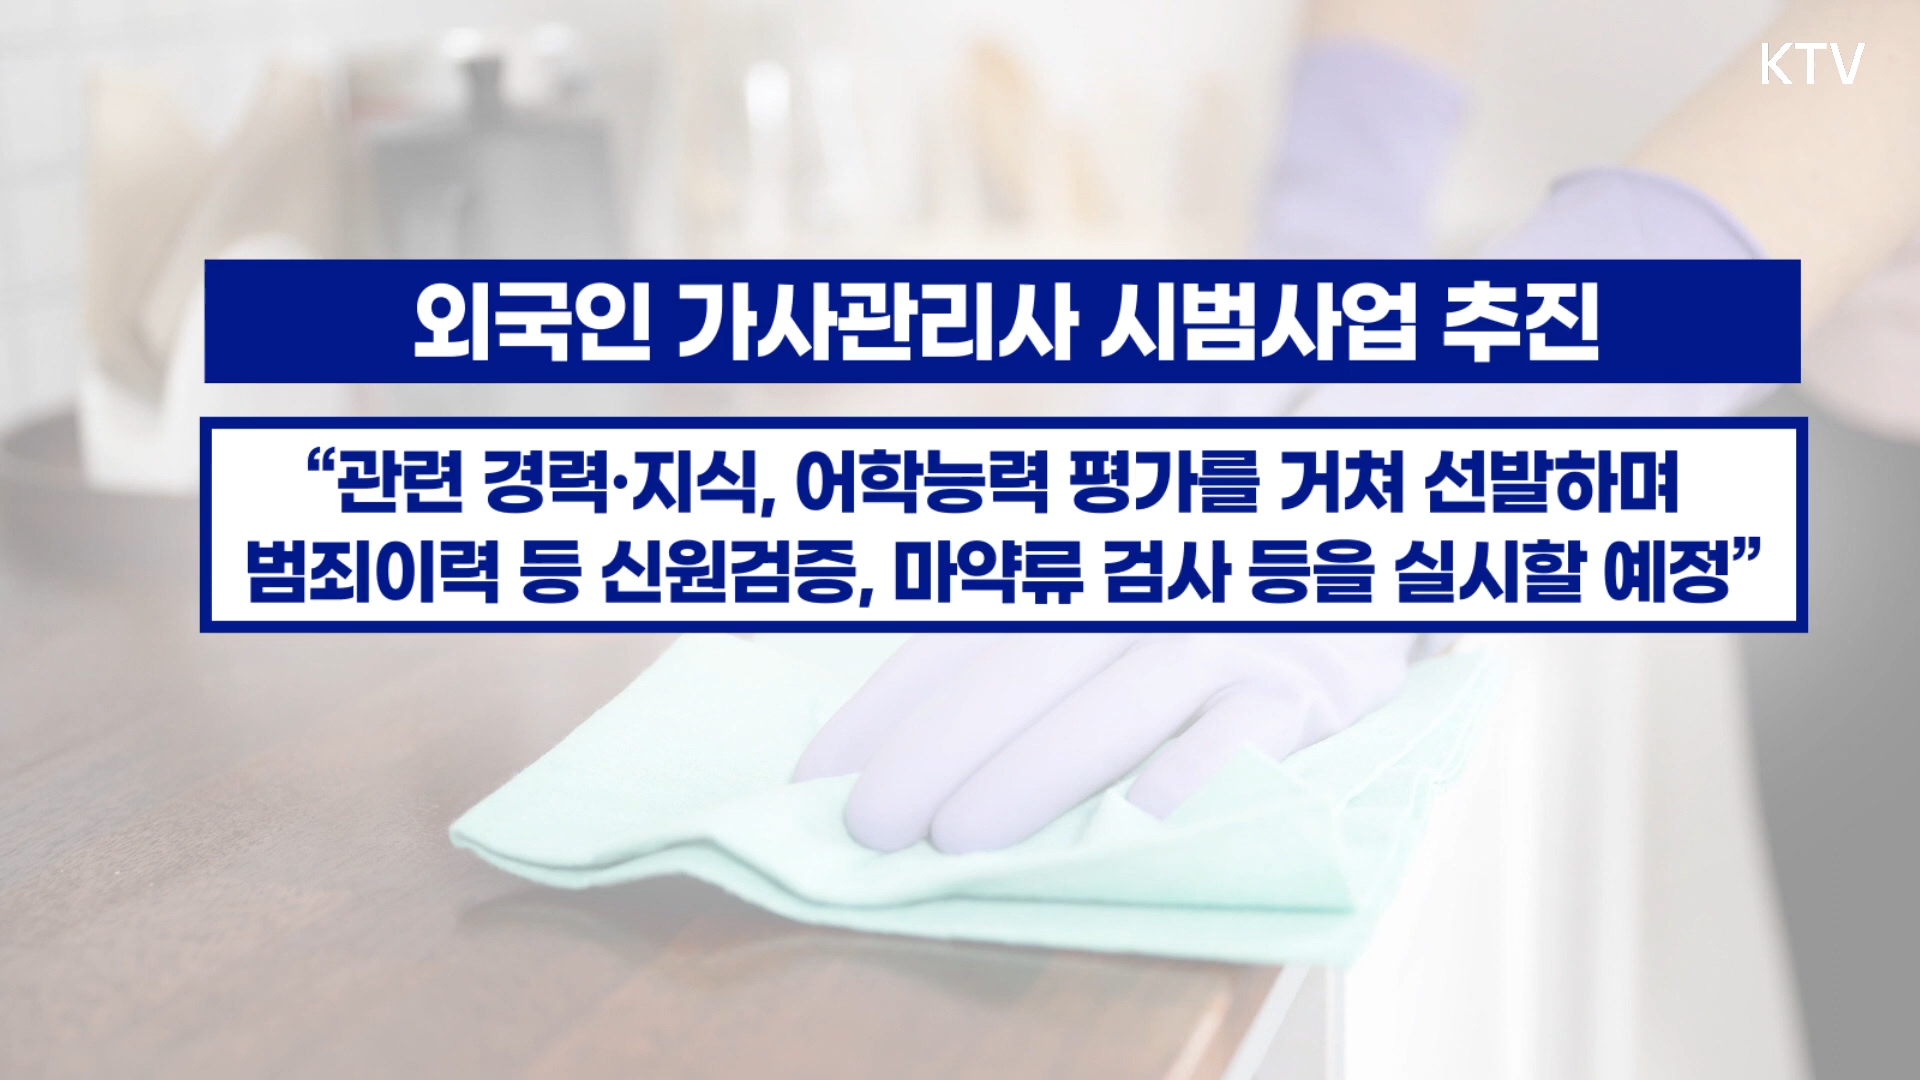 KTV
외국인 가사관리사 시범사업 추진
“관련 경력·지식, 어학능력 평가를 거쳐 선발하며
범죄이력 등 신원검증, 마약류 검사 등을 실시할 예정”